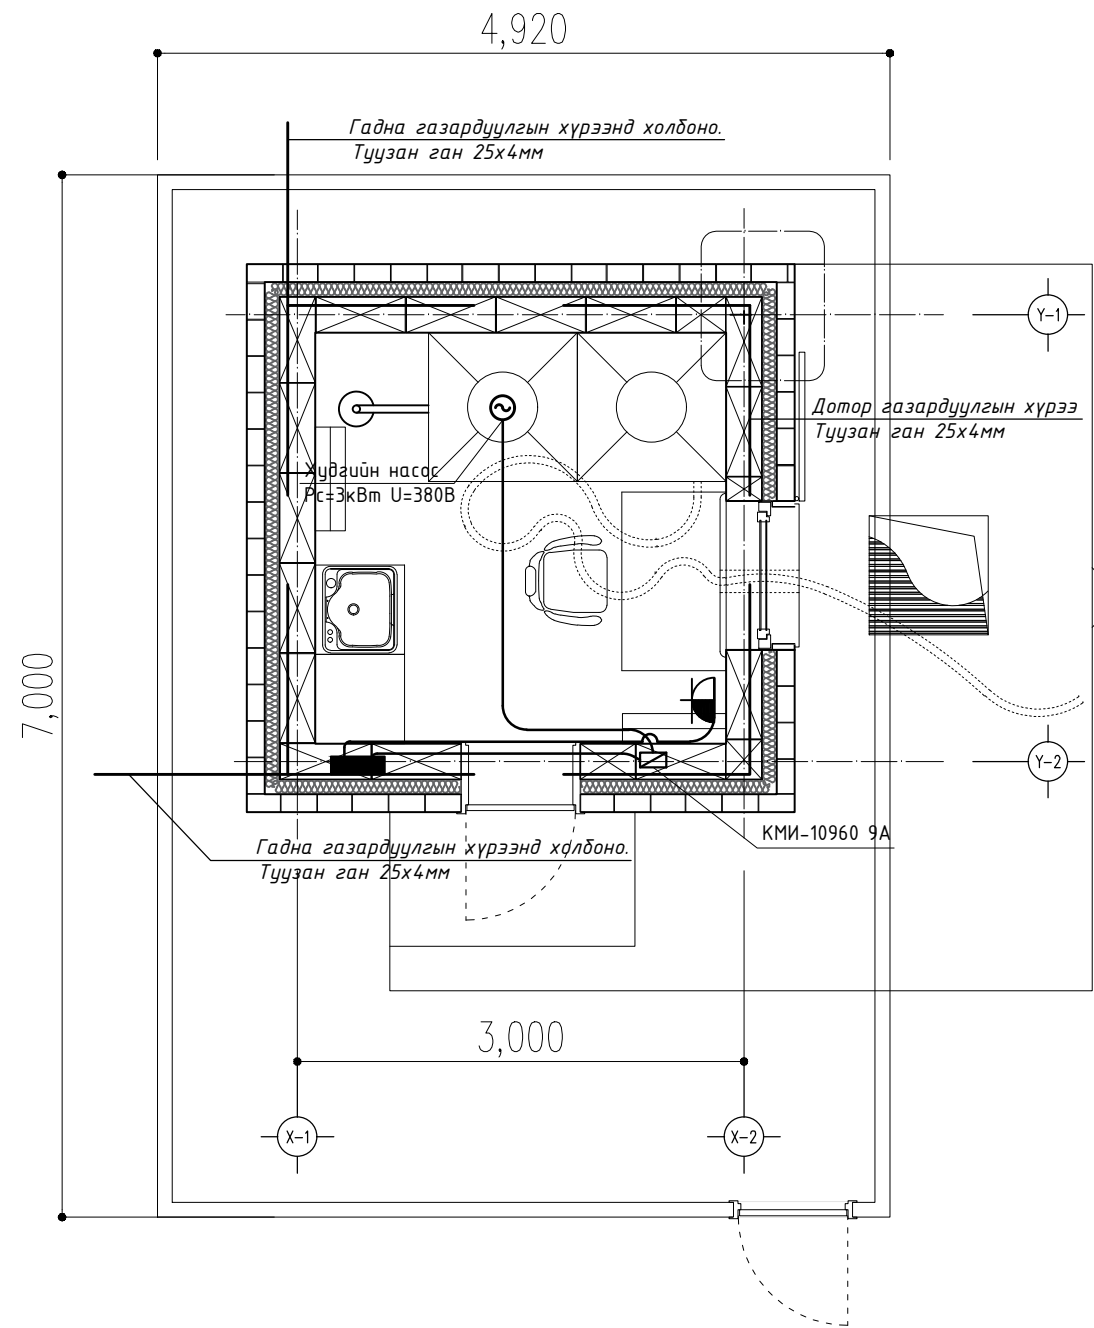 4,920
Гадна газардуулгын хүрээнд холбоно.
Туузан ган 25х4мм
Y-1
Дотор газардуулгын хүрээ
Туузан ган 25х4мм
Худгийн насос
Рс=3кВт U=380В
7,000
Y-2
КМИ-10960 9А
Гадна газардуулгын хүрээнд холбоно.
Туузан ган 25х4мм
3,000
X-1
X-2